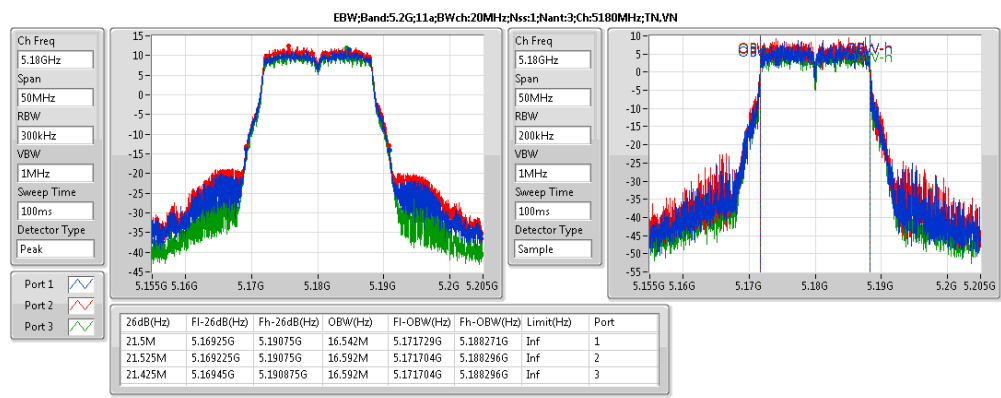 EBW;Band:5.2G;11a;BWch:20MHz;Nss:1;Nant:3;Ch:5180MHz;TN,VN
Ch Freq
5.18GHz
Span
50MHz
RBW
300kHz
VBW
1MHz
Sweep Time
100ms
Detector Type
Peak
Port 1
Port 2
Port 3
15
10
5
0
-5
-10
-15
-20
-25
-30
-35
-40
-45
5.155G 5.16G 5.17G 5.18G 5.19G 5.2G 5.205G
Ch Freq
5.18GHz
Span
50MHz
RBW
200kHz
VBW
1MHz
Sweep Time
100ms
Detector Type
Sample
10
5
0
-5
-10
-15
-20
-25
-30
-35
-40
-45
-50
-55
5.155G 5.16G 5.17G 5.18G 5.19G 5.2G 5.205G
26dB(Hz) Fl-26dB(Hz) Fh-26dB(Hz) OBW(Hz) Fl-OBW(Hz) Fh-OBW(Hz) Limit(Hz) Port
21.5M 5.16925G 5.19075G 16.542M 5.171729G 5.188271G Inf 1
21.525M 5.169225G 5.19075G 16.592M 5.171704G 5.188296G Inf 2
21.425M 5.16945G 5.190875G 16.592M 5.171704G 5.188296G Inf 3